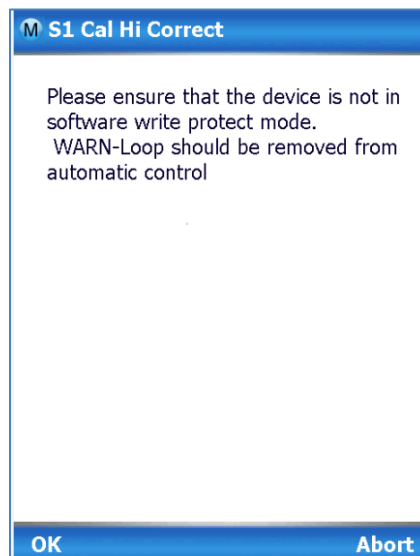 M S1 Cal Hi Correct
Please ensure that the device is not in
software write protect mode.
WARN-Loop should be removed from
automatic control
OK Abort